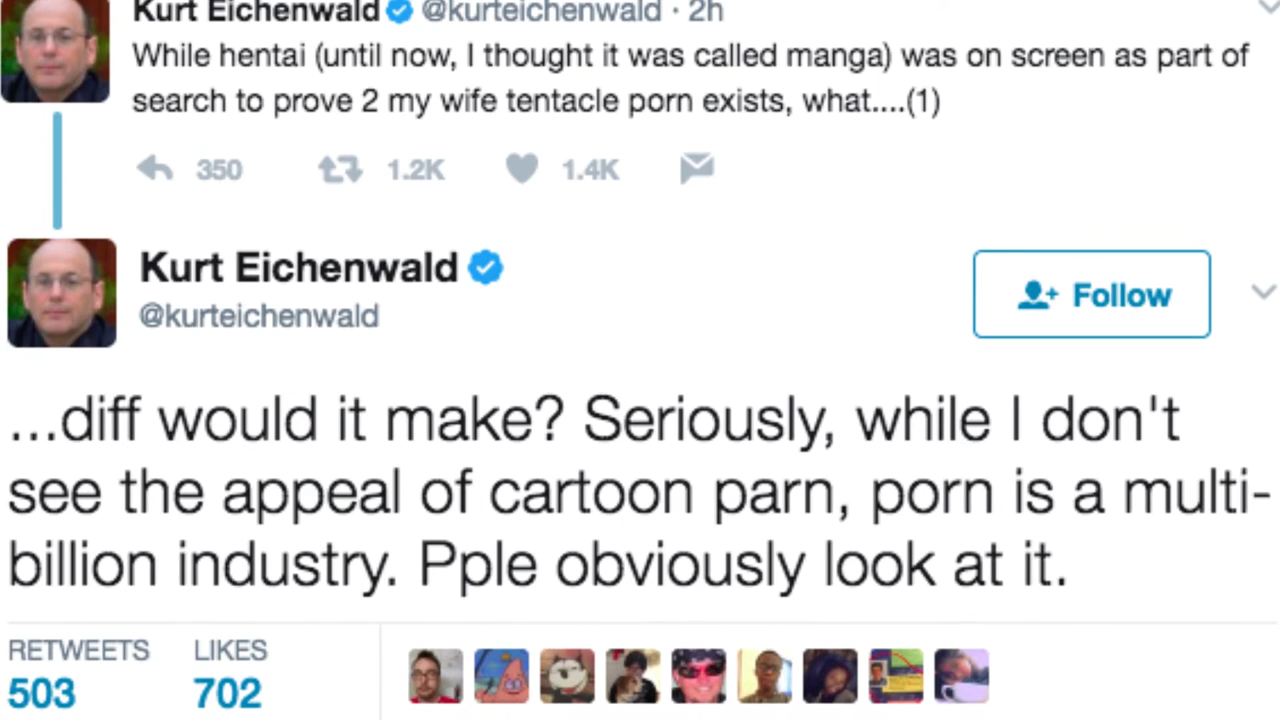 Kurt Eichenwald @kurteichenwald · 2h
While hentai (until now, I thought it was called manga) was on screen as part of
search to prove 2 my wife tentacle porn exists, what....(1)
350 1.2K 1.4K
Kurt Eichenwald
@kurteichenwald
Follow
...diff would it make? Seriously, while I don't
see the appeal of cartoon parn, porn is a multi-
billion industry. Pple obviously look at it.
RETWEETS LIKES
503 702